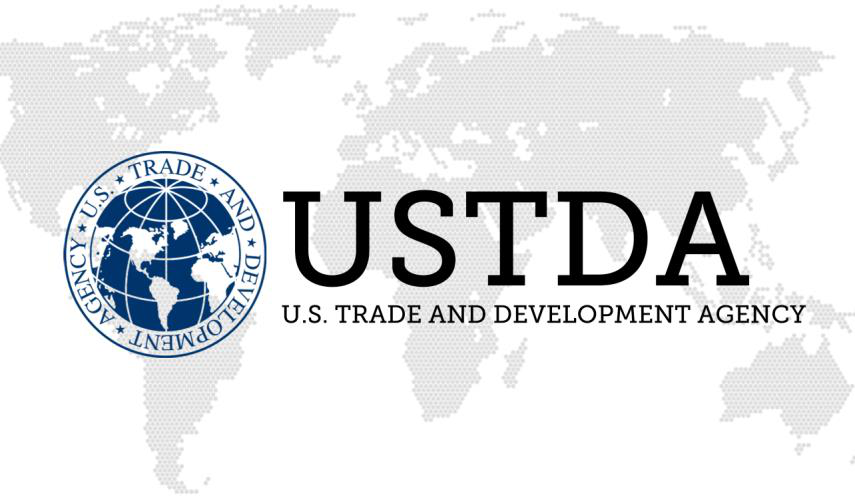 U.S. ★ TRADE ★ AND ★ DEVELOPMENT ★ AGENCY ★
USTDA
U.S. TRADE AND DEVELOPMENT AGENCY